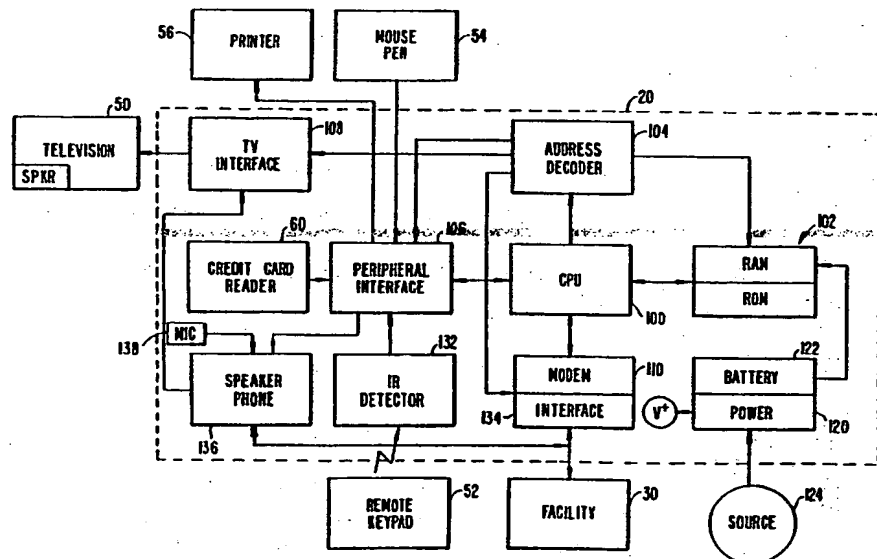 56
PRINTER
MOUSE
PEN
54
50
TELEVISION
SPKR
108
TV
INTERFACE
20
ADDRESS
DECODER
104
60
CREDIT CARD
READER
106
PERIPHERAL
INTERFACE
CPU
100
102
RAM
ROM
MIC
138
SPEAKER
PHONE
136
132
IR
DETECTOR
MODEM
INTERFACE
110
134
122
BATTERY
POWER
V+
120
REMOTE
KEYPAD
52
FACILITY
30
SOURCE
124